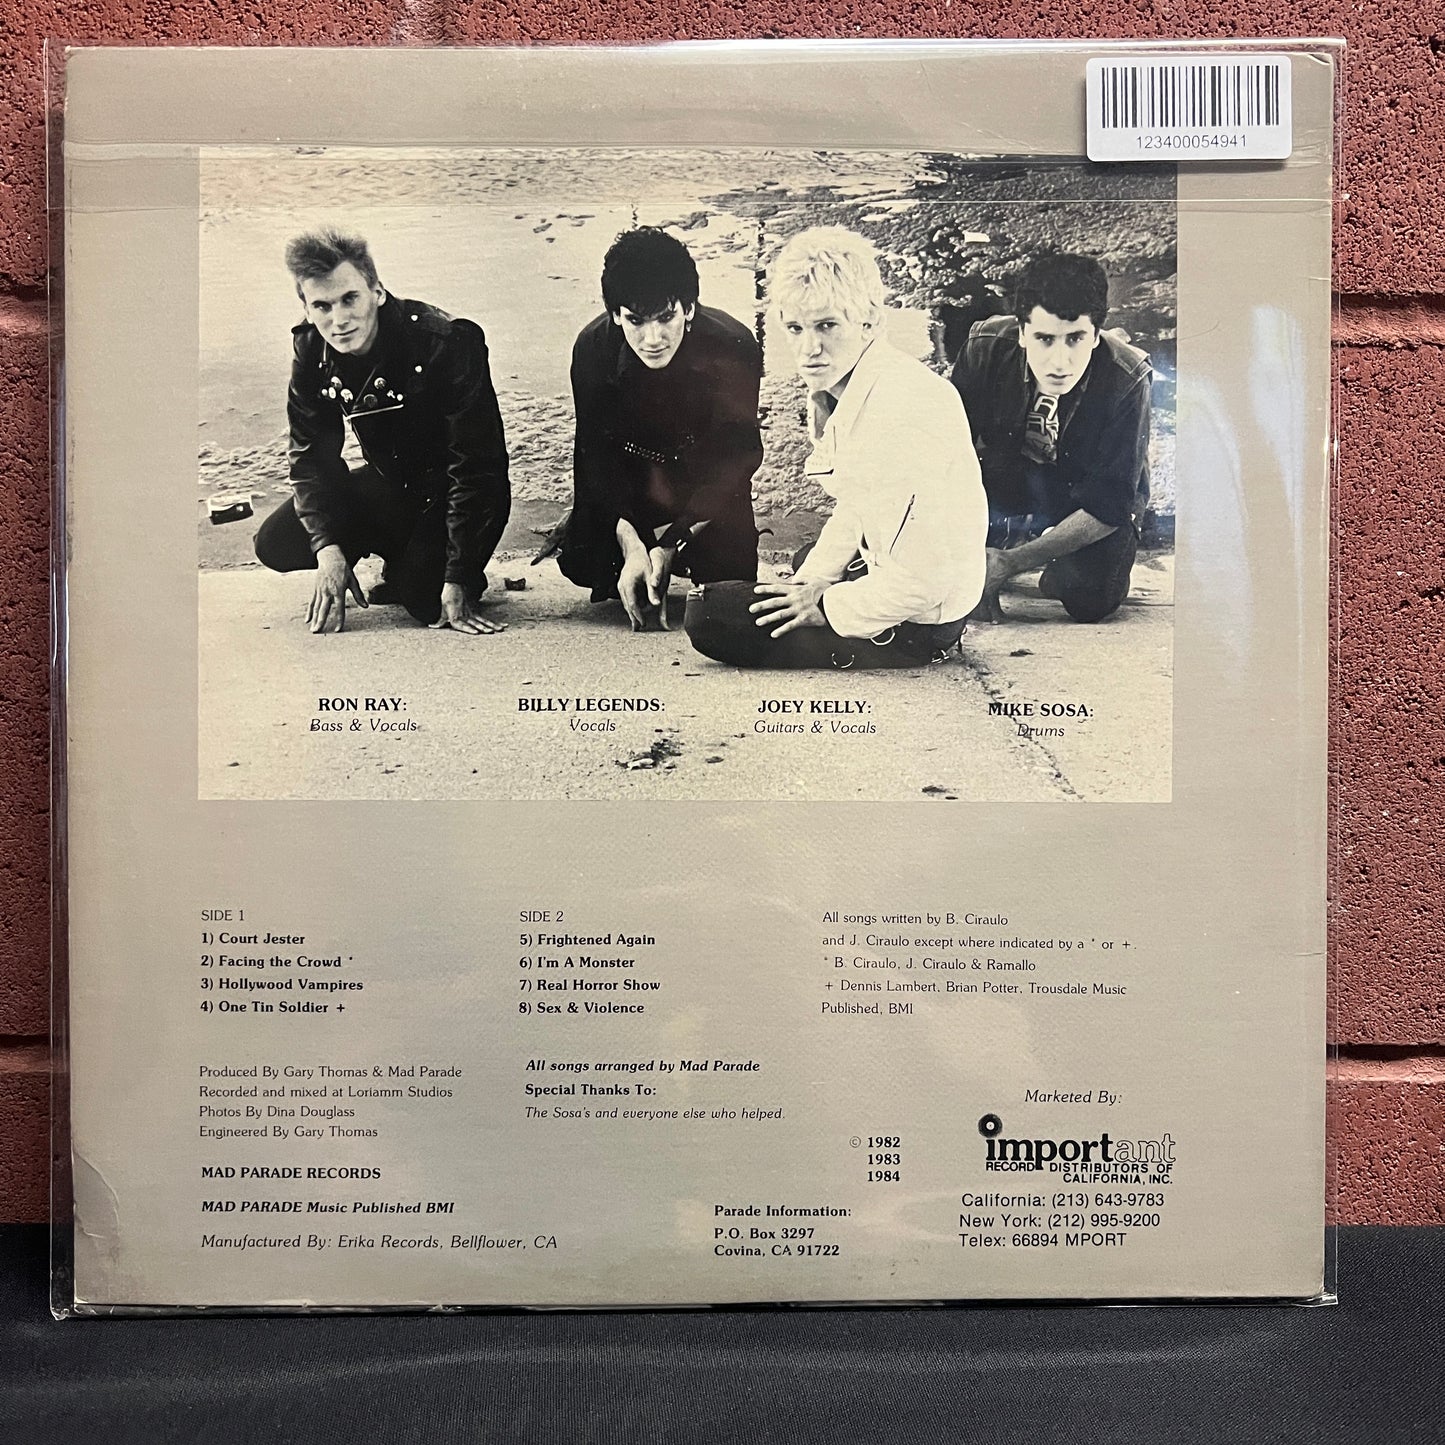 123400054941
RON RAY:
Bass & Vocals
BILLY LEGENDS:
Vocals
JOEY KELLY:
Guitars & Vocals
MIKE SOSA:
Drums
SIDE 1
1) Court Jester
2) Facing the Crowd *
3) Hollywood Vampires
4) One Tin Soldier +
SIDE 2
5) Frightened Again
6) I'm A Monster
7) Real Horror Show
8) Sex & Violence
All songs written by B. Ciraulo
and J. Ciraulo except where indicated by a * or +.
* B. Ciraulo, J. Ciraulo & Ramallo
+ Dennis Lambert, Brian Potter, Trousdale Music
Published, BMI
Produced By Gary Thomas & Mad Parade
Recorded and mixed at Loriamm Studios
Photos By Dina Douglass
Engineered By Gary Thomas
All songs arranged by Mad Parade
Special Thanks To:
The Sosa's and everyone else who helped.
MAD PARADE RECORDS
MAD PARADE Music Published BMI
Manufactured By: Erika Records, Bellflower, CA
© 1982
1983
1984
Parade Information:
P.O. Box 3297
Covina, CA 91722
Marketed By:
important
RECORD DISTRIBUTORS OF
CALIFORNIA, INC.
California: (213) 643-9783
New York: (212) 995-9200
Telex: 66894 MPORT